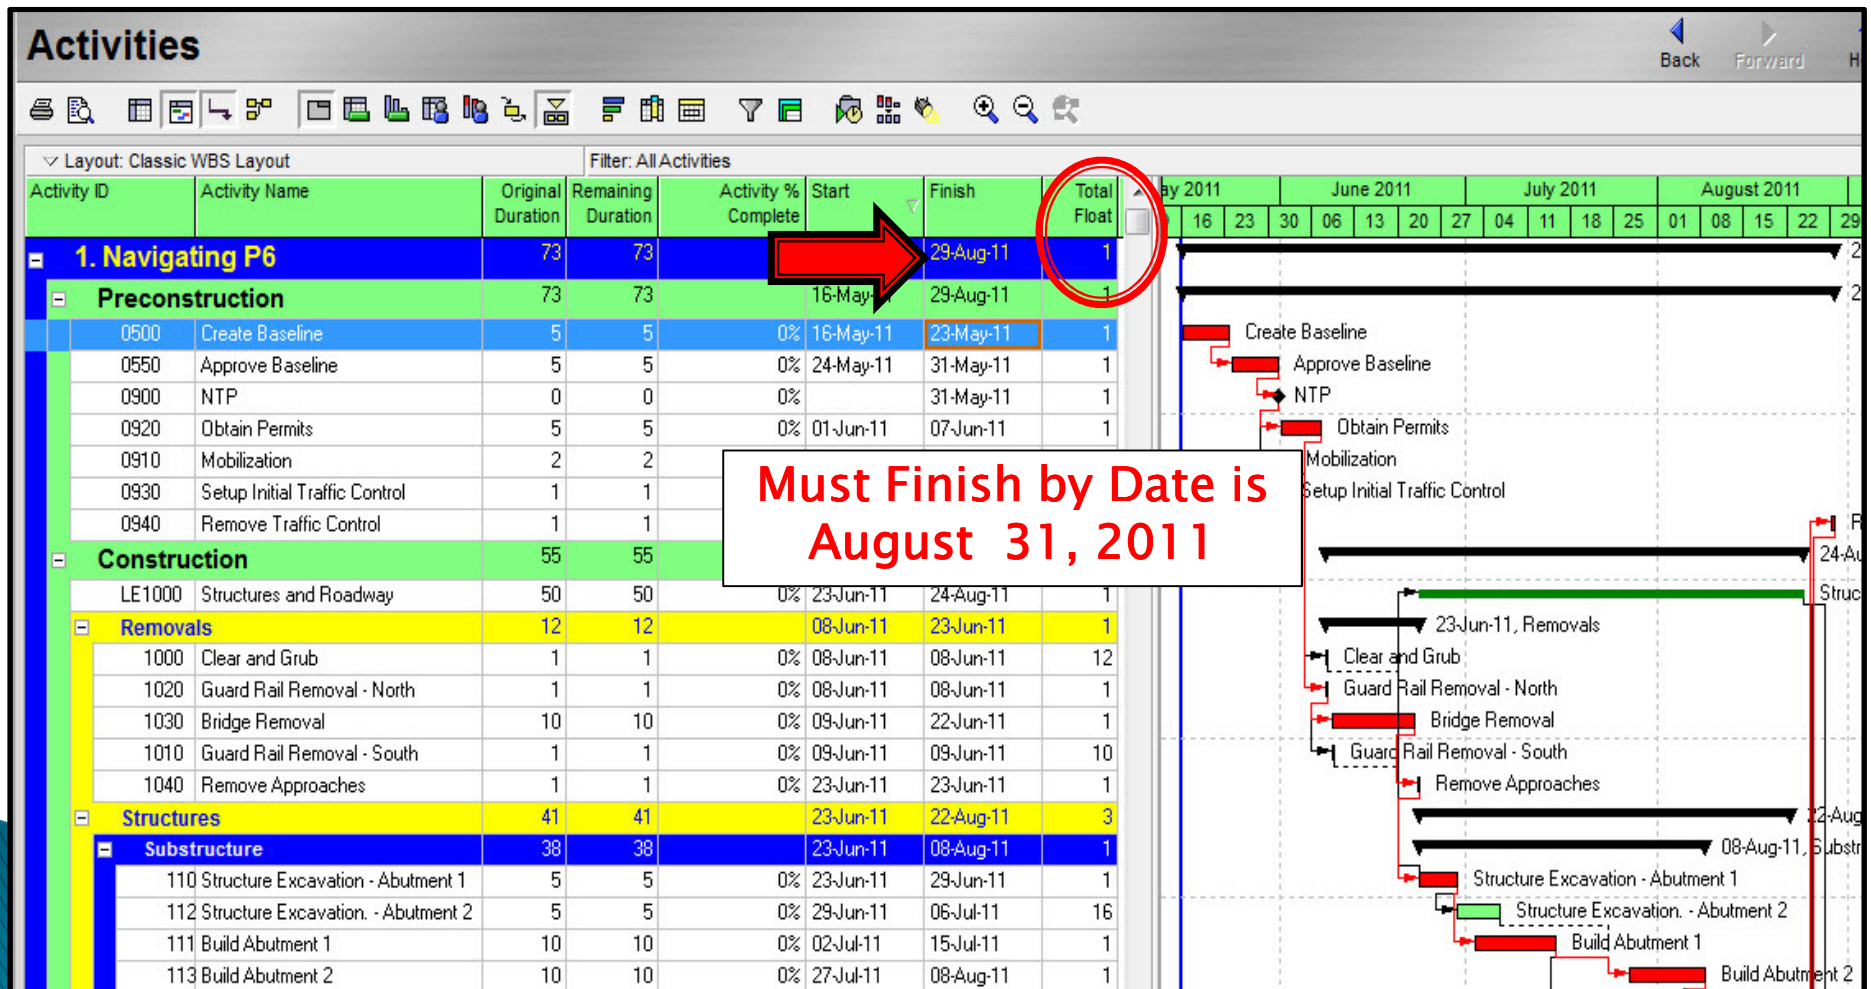 Activities
Back Forward H
Layout: Classic WBS Layout Filter: All Activities
Activity ID Activity Name Original Duration Remaining Duration Activity % Complete Start Finish Total Float
ay 2011 June 2011 July 2011 August 2011
16 23 30 06 13 20 27 04 11 18 25 01 08 15 22 29
1. Navigating P6 73 73 29-Aug-11 1
Preconstruction 73 73 16-May-11 29-Aug-11 1
0500 Create Baseline 5 5 0% 16-May-11 23-May-11 1 Create Baseline
0550 Approve Baseline 5 5 0% 24-May-11 31-May-11 1 Approve Baseline
0900 NTP 0 0 0% 31-May-11 1 NTP
0920 Obtain Permits 5 5 0% 01-Jun-11 07-Jun-11 1 Obtain Permits
0910 Mobilization 2 2 Mobilization
0930 Setup Initial Traffic Control 1 1 Setup Initial Traffic Control
0940 Remove Traffic Control 1 1 R
Must Finish by Date is
August 31, 2011
Construction 55 55 24-Au
LE1000 Structures and Roadway 50 50 0% 23-Jun-11 24-Aug-11 1 Struc
Removals 12 12 08-Jun-11 23-Jun-11 1 23-Jun-11, Removals
1000 Clear and Grub 1 1 0% 08-Jun-11 08-Jun-11 12 Clear and Grub
1020 Guard Rail Removal - North 1 1 0% 08-Jun-11 08-Jun-11 1 Guard Rail Removal - North
1030 Bridge Removal 10 10 0% 09-Jun-11 22-Jun-11 1 Bridge Removal
1010 Guard Rail Removal - South 1 1 0% 09-Jun-11 09-Jun-11 10 Guard Rail Removal - South
1040 Remove Approaches 1 1 0% 23-Jun-11 23-Jun-11 1 Remove Approaches
Structures 41 41 23-Jun-11 22-Aug-11 3 22-Aug
Substructure 38 38 23-Jun-11 08-Aug-11 1 08-Aug-11, Substr
110 Structure Excavation - Abutment 1 5 5 0% 23-Jun-11 29-Jun-11 1 Structure Excavation - Abutment 1
112 Structure Excavation. - Abutment 2 5 5 0% 29-Jun-11 06-Jul-11 16 Structure Excavation. - Abutment 2
111 Build Abutment 1 10 10 0% 02-Jul-11 15-Jul-11 1 Build Abutment 1
113 Build Abutment 2 10 10 0% 27-Jul-11 08-Aug-11 1 Build Abutment 2